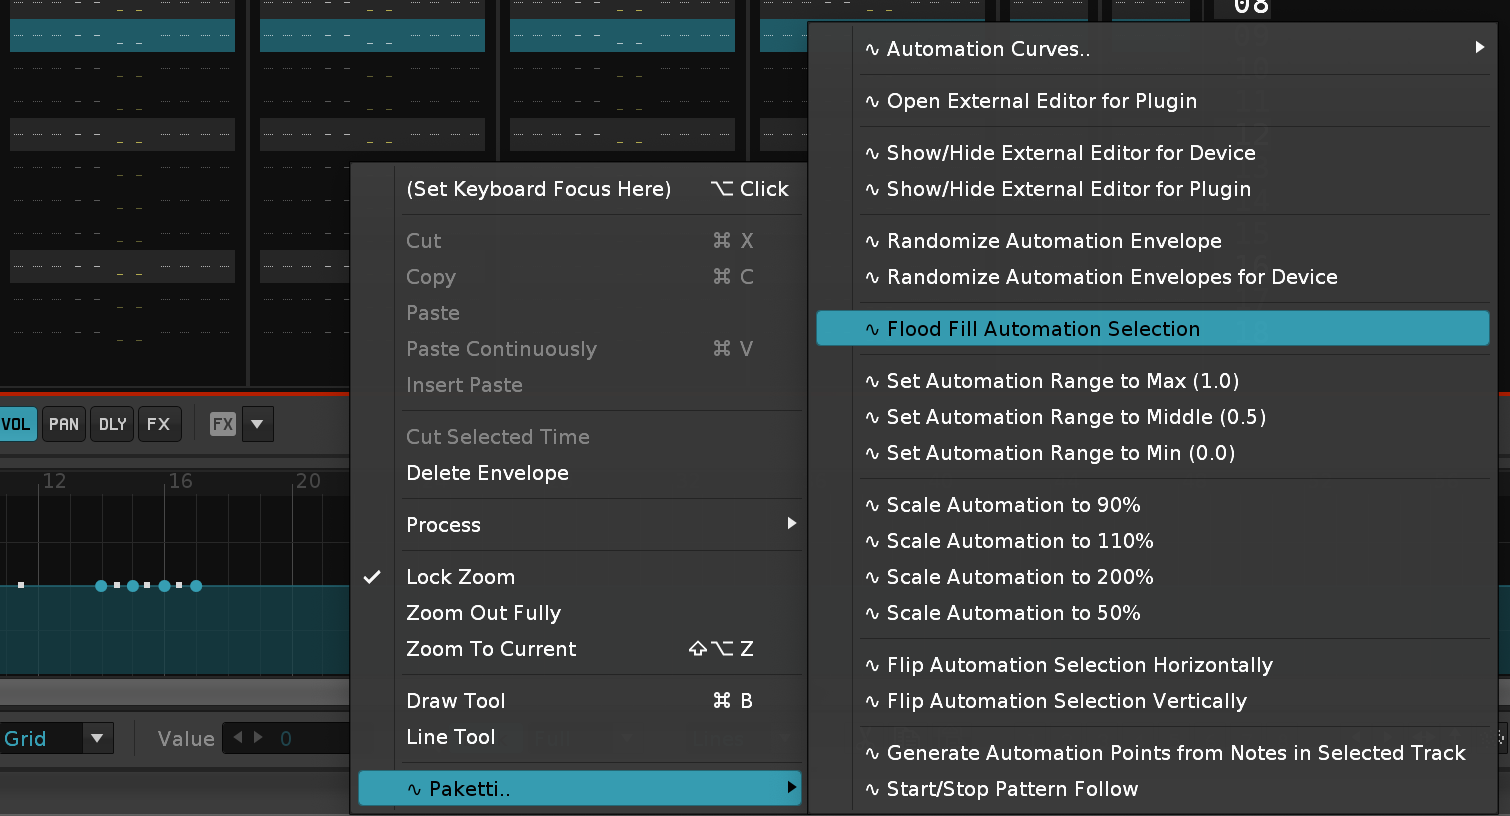 08
(Set Keyboard Focus Here) ⌥ Click
Cut ⌘ X
Copy ⌘ C
Paste
Paste Continuously ⌘ V
Insert Paste
Cut Selected Time
Delete Envelope
Process
Lock Zoom
Zoom Out Fully
Zoom To Current ⇧⌥ Z
Draw Tool ⌘ B
Line Tool
∿ Paketti..
∿ Automation Curves..
∿ Open External Editor for Plugin
∿ Show/Hide External Editor for Device
∿ Show/Hide External Editor for Plugin
∿ Randomize Automation Envelope
∿ Randomize Automation Envelopes for Device
∿ Flood Fill Automation Selection
∿ Set Automation Range to Max (1.0)
∿ Set Automation Range to Middle (0.5)
∿ Set Automation Range to Min (0.0)
∿ Scale Automation to 90%
∿ Scale Automation to 110%
∿ Scale Automation to 200%
∿ Scale Automation to 50%
∿ Flip Automation Selection Horizontally
∿ Flip Automation Selection Vertically
∿ Generate Automation Points from Notes in Selected Track
∿ Start/Stop Pattern Follow
VOL PAN DLY FX FX
12 16 20
Grid Value 0